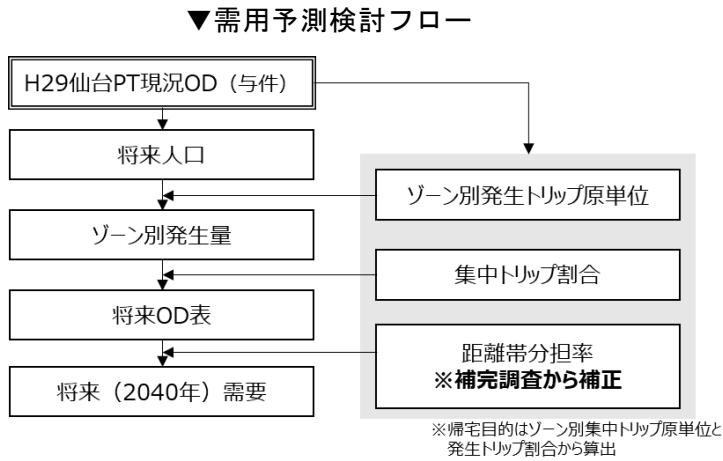 ▼需用予測検討フロー
H29仙台PT現況OD（与件）
将来人口
ゾーン別発生トリップ原単位
ゾーン別発生量
集中トリップ割合
将来OD表
距離帯分担率
※補完調査から補正
将来（2040年）需要
※帰宅目的はゾーン別集中トリップ原単位と
発生トリップ割合から算出